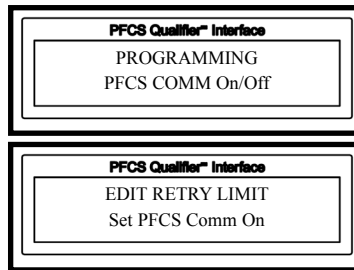 PFCS Qualifier™ Interface
PROGRAMMING
PFCS COMM On/Off
PFCS Qualifier™ Interface
EDIT RETRY LIMIT
Set PFCS Comm On